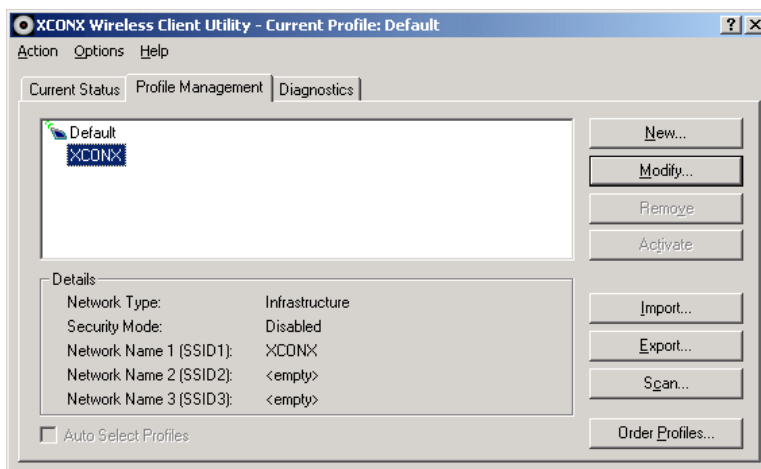 XCONX Wireless Client Utility - Current Profile: Default
Action Options Help
Current Status Profile Management Diagnostics
Default
XCONX
New...
Modify...
Remove
Activate
Details
Network Type: Infrastructure
Security Mode: Disabled
Network Name 1 (SSID1): XCONX
Network Name 2 (SSID2): <empty>
Network Name 3 (SSID3): <empty>
Import...
Export...
Scan...
Auto Select Profiles
Order Profiles...